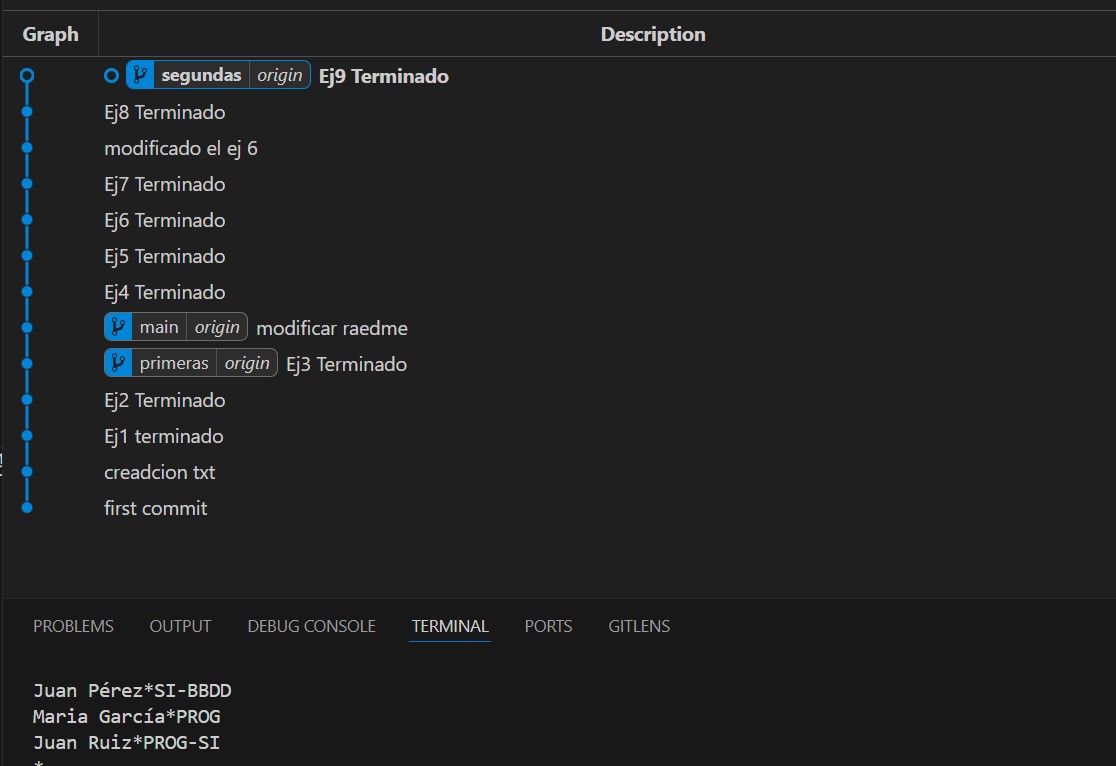 Graph Description
segundas origin Ej9 Terminado
Ej8 Terminado
modificado el ej 6
Ej7 Terminado
Ej6 Terminado
Ej5 Terminado
Ej4 Terminado
main origin modificar raedme
primeras origin Ej3 Terminado
Ej2 Terminado
Ej1 terminado
creadcion txt
first commit
PROBLEMS OUTPUT DEBUG CONSOLE TERMINAL PORTS GITLENS
Juan Pérez*SI-BBDD
Maria García*PROG
Juan Ruiz*PROG-SI
*